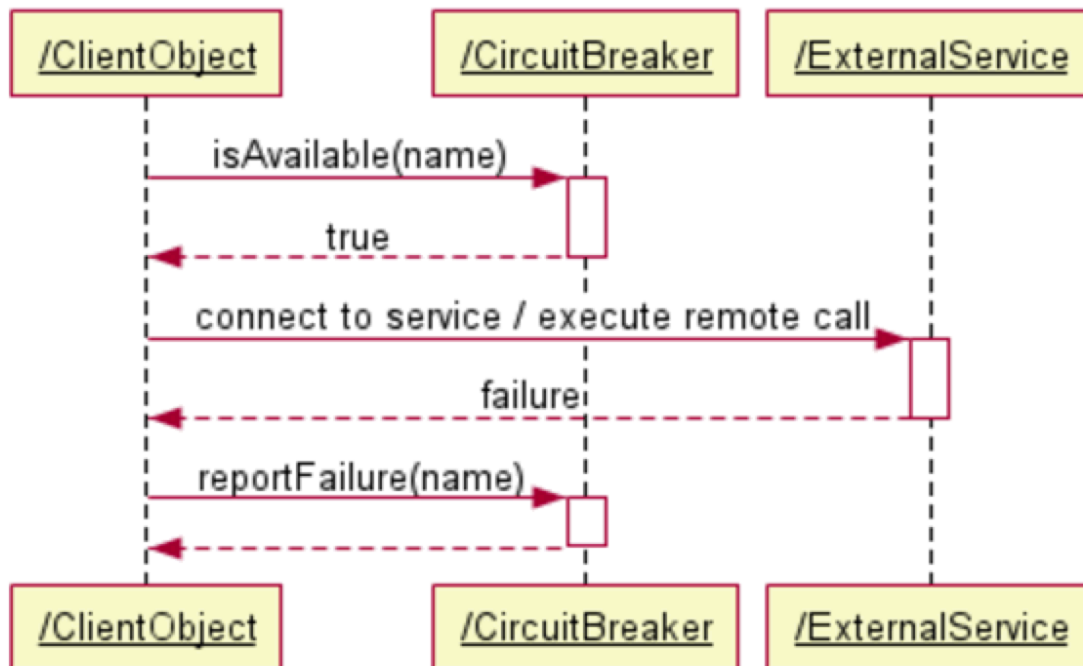 /ClientObject
/CircuitBreaker
/ExternalService
isAvailable(name)
true
connect to service / execute remote call
failure
reportFailure(name)
/ClientObject
/CircuitBreaker
/ExternalService